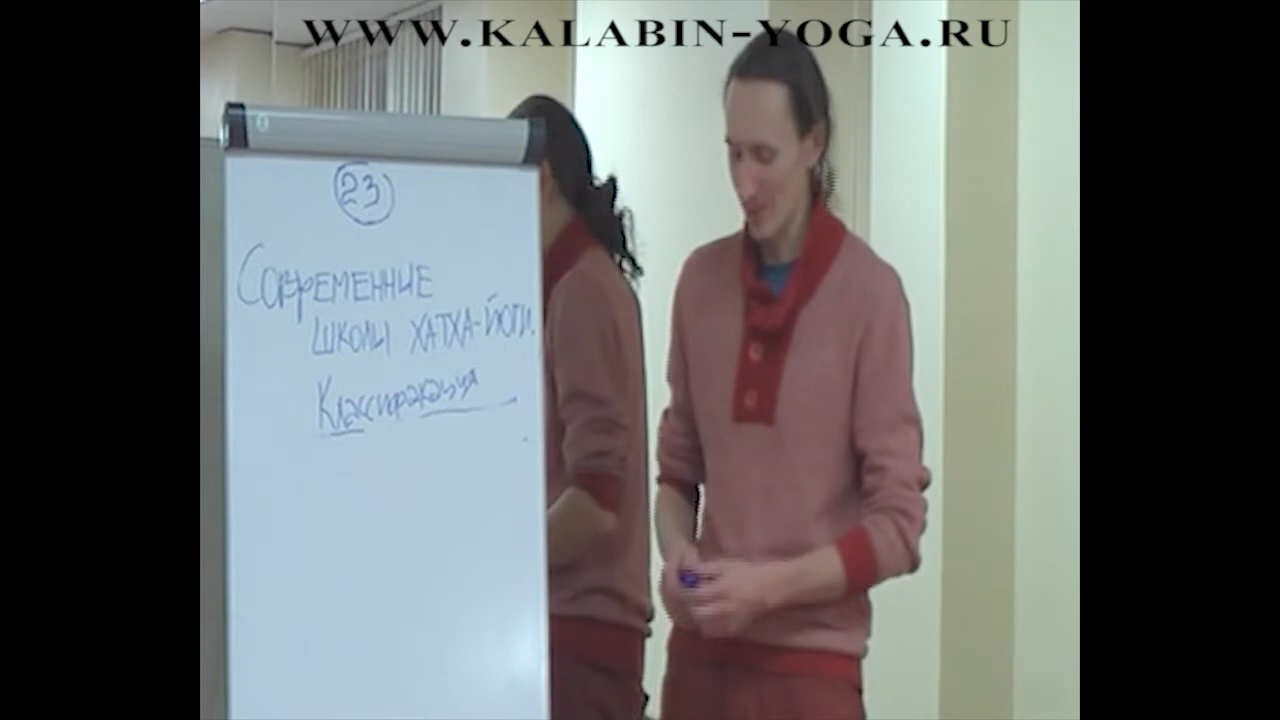 WWW.KALABIN-YOGA.RU
23
Современные
школы хатха-йоги.
Классификация